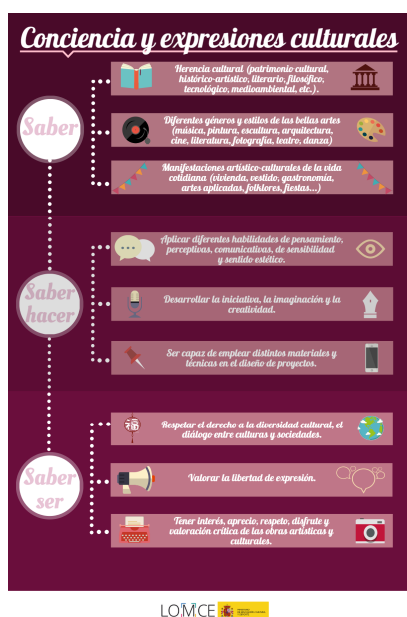 Conciencia y expresiones culturales
Saber
Herencia cultural (patrimonio cultural,
histórico-artístico, literario, filosófico,
tecnológico, medioambiental, etc.).
Diferentes géneros y estilos de las bellas artes
(música, pintura, escultura, arquitectura,
cine, literatura, fotografía, teatro, danza)
Manifestaciones artístico-culturales de la vida
cotidiana (vivienda, vestido, gastronomía,
artes aplicadas, folklores, fiestas...)
Saber
hacer
Aplicar diferentes habilidades de pensamiento,
perceptivas, comunicativas, de sensibilidad
y sentido estético.
Desarrollar la iniciativa, la imaginación y la
creatividad.
Ser capaz de emplear distintos materiales y
técnicas en el diseño de proyectos.
Saber
ser
Respetar el derecho a la diversidad cultural, el
diálogo entre culturas y sociedades.
Valorar la libertad de expresión.
Tener interés, aprecio, respeto, disfrute y
valoración crítica de las obras artísticas y
culturales.
LOMCE